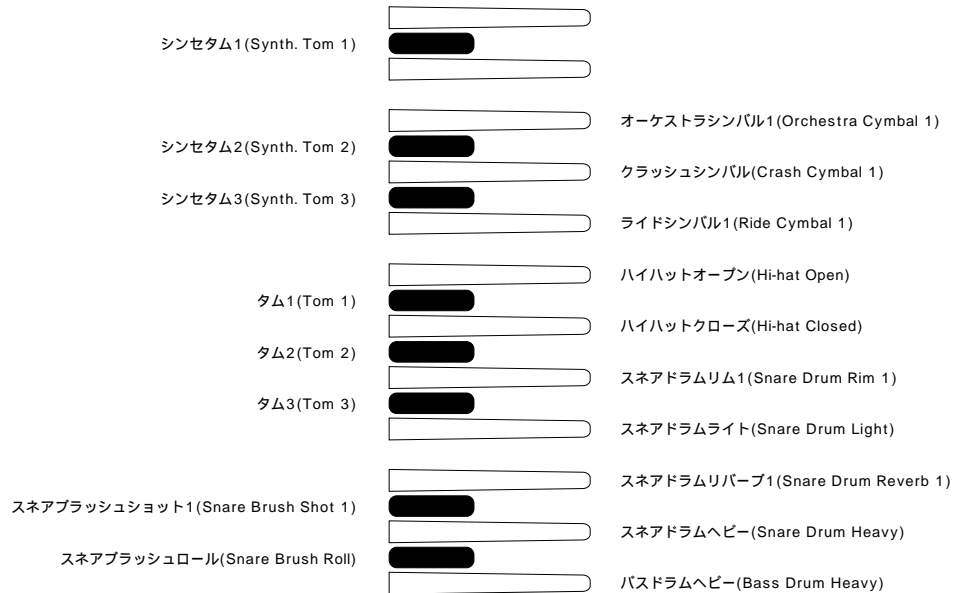 シンセタム1(Synth. Tom 1)
オーケストラシンバル1(Orchestra Cymbal 1)
シンセタム2(Synth. Tom 2)
クラッシュシンバル(Crash Cymbal 1)
シンセタム3(Synth. Tom 3)
ライドシンバル1(Ride Cymbal 1)
ハイハットオープン(Hi-hat Open)
タム1(Tom 1)
ハイハットクローズ(Hi-hat Closed)
タム2(Tom 2)
スネアドラムリム1(Snare Drum Rim 1)
タム3(Tom 3)
スネアドラムライト(Snare Drum Light)
スネアドラムリバーブ1(Snare Drum Reverb 1)
スネアブラッシュショット1(Snare Brush Shot 1)
スネアドラムヘビー(Snare Drum Heavy)
スネアブラッシュロール(Snare Brush Roll)
バスドラムヘビー(Bass Drum Heavy)